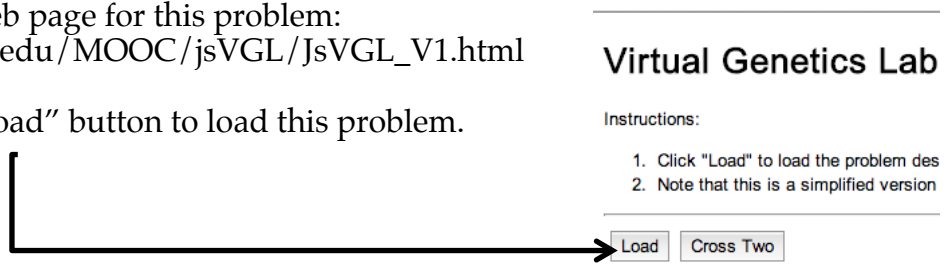 eb page for this problem:
edu/MOOC/jsVGL/JsVGL_V1.html
oad” button to load this problem.
Virtual Genetics Lab
Instructions:
1. Click "Load" to load the problem des
2. Note that this is a simplified version
Load Cross Two